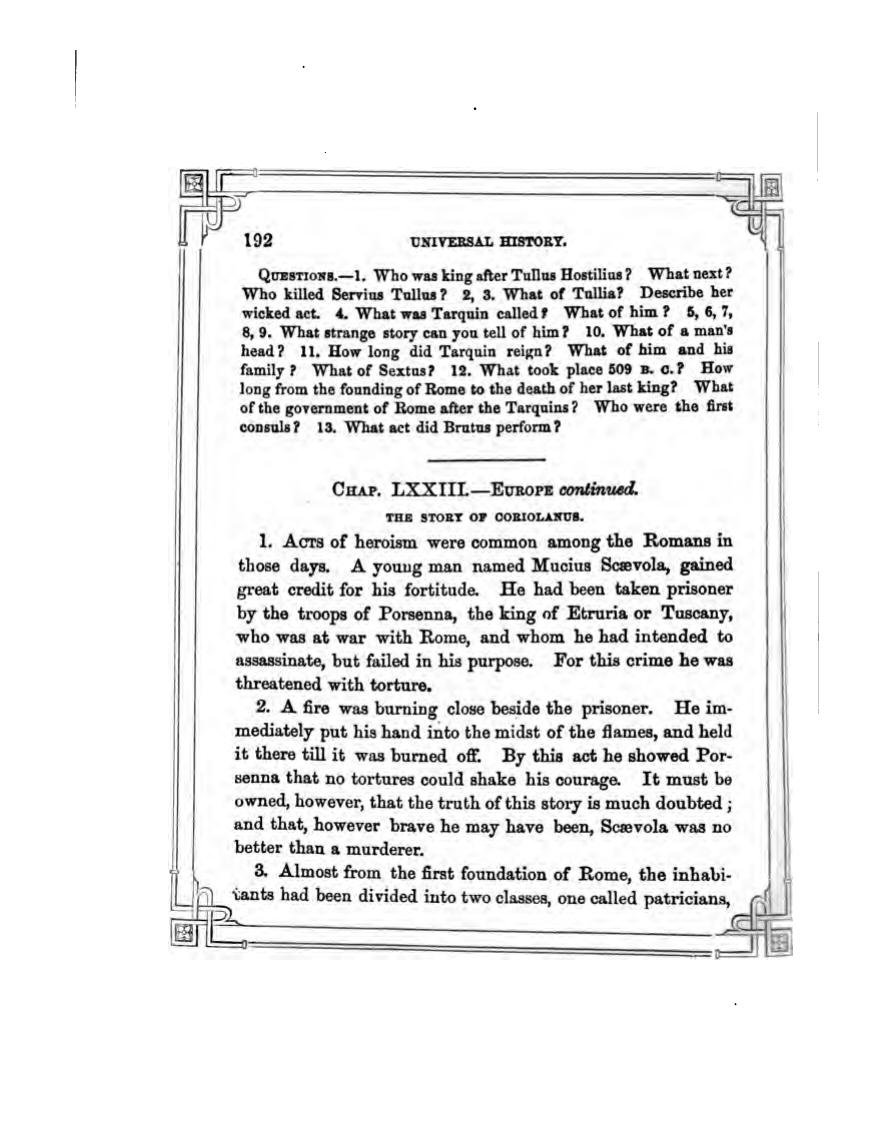 192 UNIVERSAL HISTORY.
QUESTIONS.—1. Who was king after Tullus Hostilius? What next?
Who killed Servius Tullus? 2, 3. What of Tullia? Describe her
wicked act. 4. What was Tarquin called? What of him? 5, 6, 7,
8, 9. What strange story can you tell of him? 10. What of a man's
head? 11. How long did Tarquin reign? What of him and his
family? What of Sextus? 12. What took place 509 B. C.? How
long from the founding of Rome to the death of her last king? What
of the government of Rome after the Tarquins? Who were the first
consuls? 13. What act did Brutus perform?
CHAP. LXXIII.—EUROPE continued.
THE STORY OF CORIOLANUS.
1. ACTS of heroism were common among the Romans in
those days. A young man named Mucius Scævola, gained
great credit for his fortitude. He had been taken prisoner
by the troops of Porsenna, the king of Etruria or Tuscany,
who was at war with Rome, and whom he had intended to
assassinate, but failed in his purpose. For this crime he was
threatened with torture.
2. A fire was burning close beside the prisoner. He im-
mediately put his hand into the midst of the flames, and held
it there till it was burned off. By this act he showed Por-
senna that no tortures could shake his courage. It must be
owned, however, that the truth of this story is much doubted;
and that, however brave he may have been, Scævola was no
better than a murderer.
3. Almost from the first foundation of Rome, the inhabi-
tants had been divided into two classes, one called patricians,